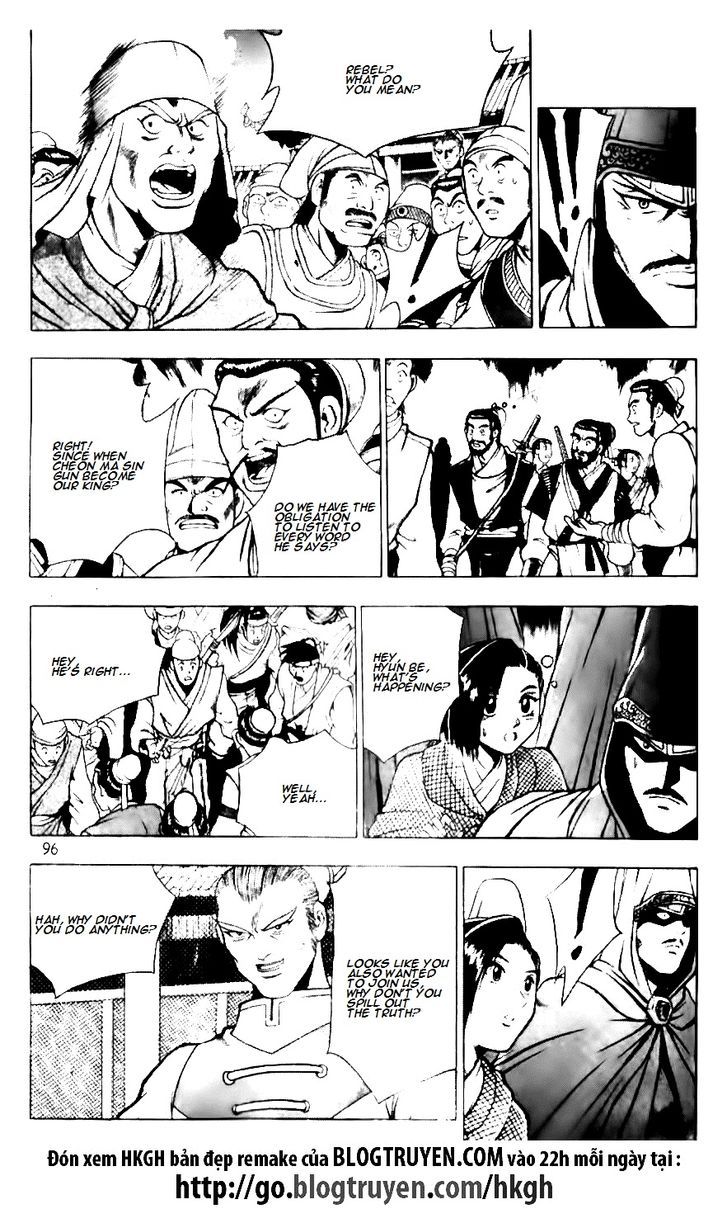 REBEL?
WHAT DO
YOU MEAN?
!
!
RIGHT!
SINCE WHEN
CHEON MA SIN
GUN BECOME
OUR KING?
DO WE HAVE THE
OBLIGATION
TO LISTEN TO
EVERY WORD
HE SAYS?
HEY,
HE'S RIGHT...
WELL,
YEAH...
HEY,
HYUN BE,
WHAT'S
HAPPENING?
96
HAH, WHY DIDN'T
YOU DO ANYTHING?
LOOKS LIKE YOU
ALSO WANTED
TO JOIN US,
WHY DON'T YOU
SPILL OUT
THE TRUTH?
!
Đón xem HKGH bản đẹp remake của BLOGTRUYEN.COM vào 22h mỗi ngày tại :
http://go.blogtruyen.com/hkgh